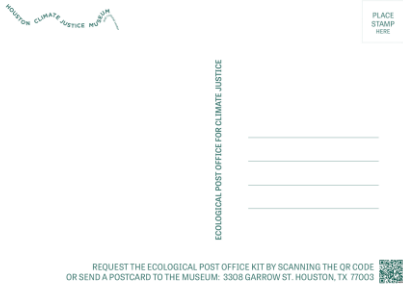 HOUSTON CLIMATE JUSTICE MUSEUM
PLACE
STAMP
HERE
ECOLOGICAL POST OFFICE FOR CLIMATE JUSTICE
REQUEST THE ECOLOGICAL POST OFFICE KIT BY SCANNING THE QR CODE
OR SEND A POSTCARD TO THE MUSEUM: 3308 GARROW ST. HOUSTON, TX 77003